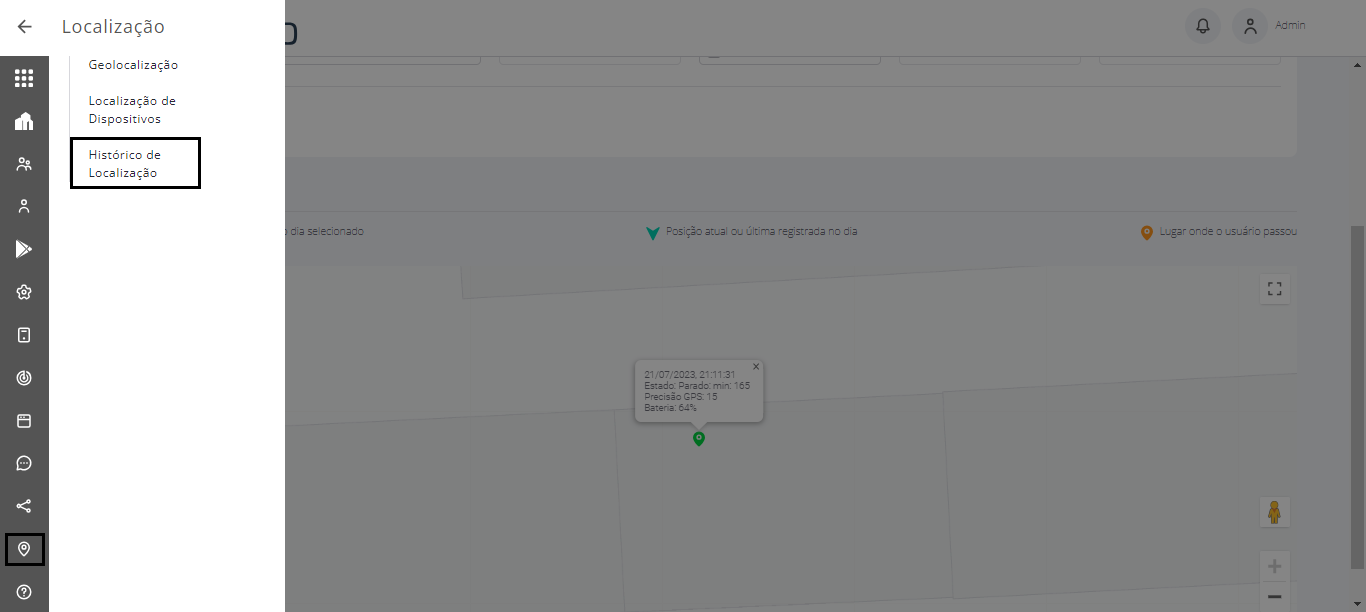 Localização
Admin
Geolocalização
Localização de
Dispositivos
Histórico de
Localização
dia selecionado
Posição atual ou última registrada no dia
Lugar onde o usuário passou
21/07/2023, 21:11:31
Estado: Parado: min: 165
Precisão GPS: 15
Bateria: 64%